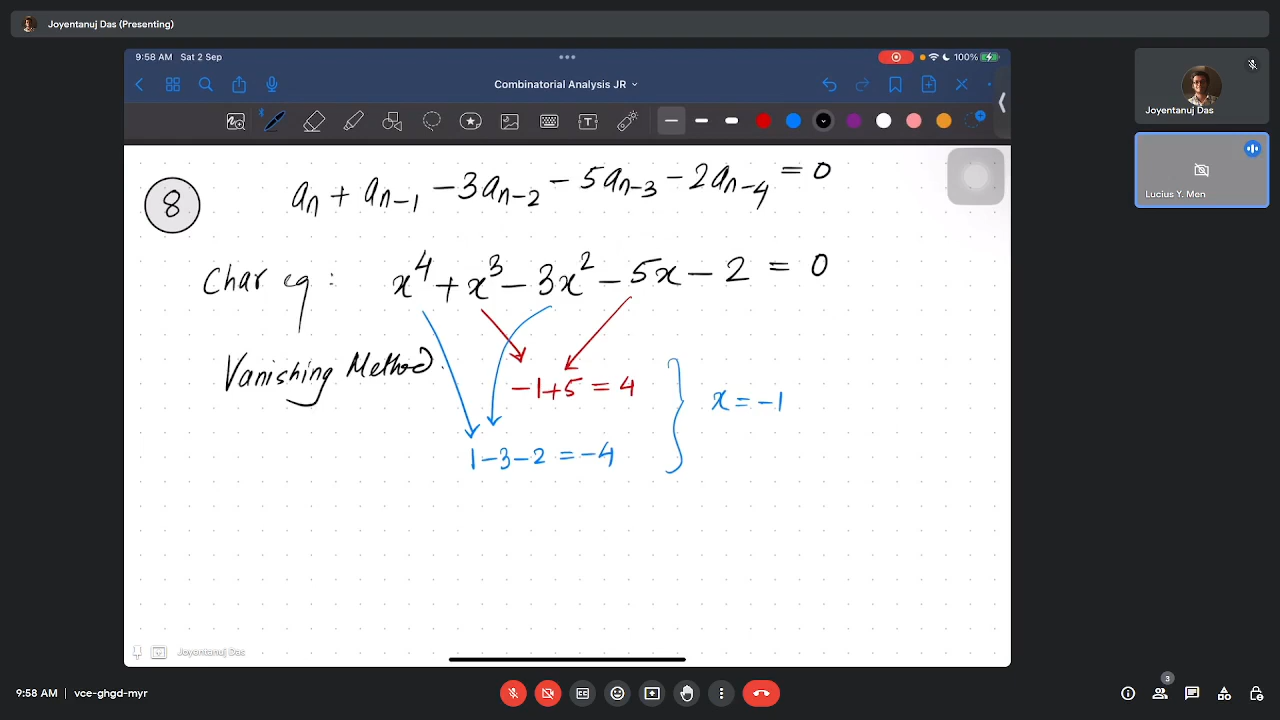 Joyentanuj Das (Presenting)
9:58 AM Sat 2 Sep
100%
Combinatorial Analysis JR
Joyentanuj Das
Lucius Y. Men
8
aₙ + aₙ₋₁ − 3aₙ₋₂ − 5aₙ₋₃ − 2aₙ₋₄ = 0
Char eq : x⁴ + x³ − 3x² − 5x − 2 = 0
Vanishing Method.
−1+5 = 4
x = −1
1−3−2 = −4
Joyentanuj Das
9:58 AM | vce-ghgd-myr
3